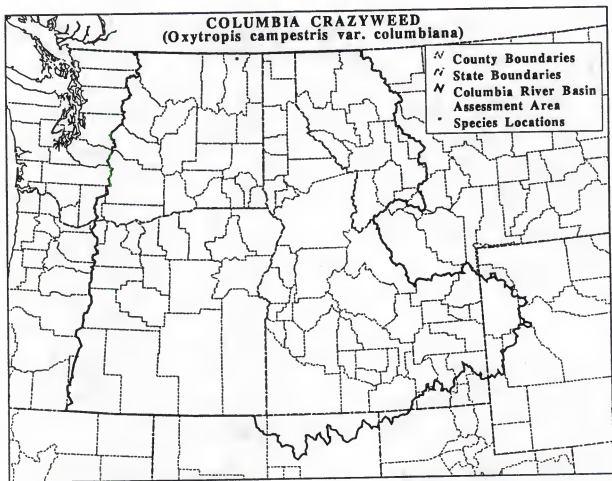 COLUMBIA CRAZYWEED
(Oxytropis campestris var. columbiana)
County Boundaries
State Boundaries
Columbia River Basin
Assessment Area
Species Locations